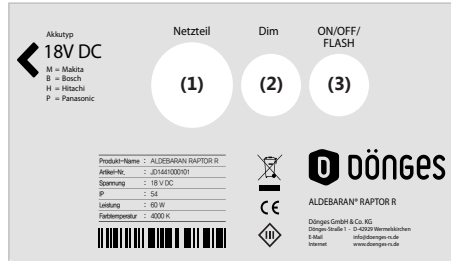 Akkutyp
18V DC
M = Makita
B = Bosch
H = Hitachi
P = Panasonic
Netzteil
(1)
Dim
(2)
ON/OFF/
FLASH
(3)
Produkt-Name : ALDEBARAN RAPTOR R
Artikel-Nr. : JD1441000101
Spannung : 18 V DC
IP : 54
Leistung : 60 W
Farbtemperatur : 4000 K
CE
III
dönges
ALDEBARAN® RAPTOR R
Dönges GmbH & Co. KG
Dönges-Straße 1 - D-42929 Wermelskirchen
E-Mail info@doenges-rs.de
Internet www.doenges-rs.de